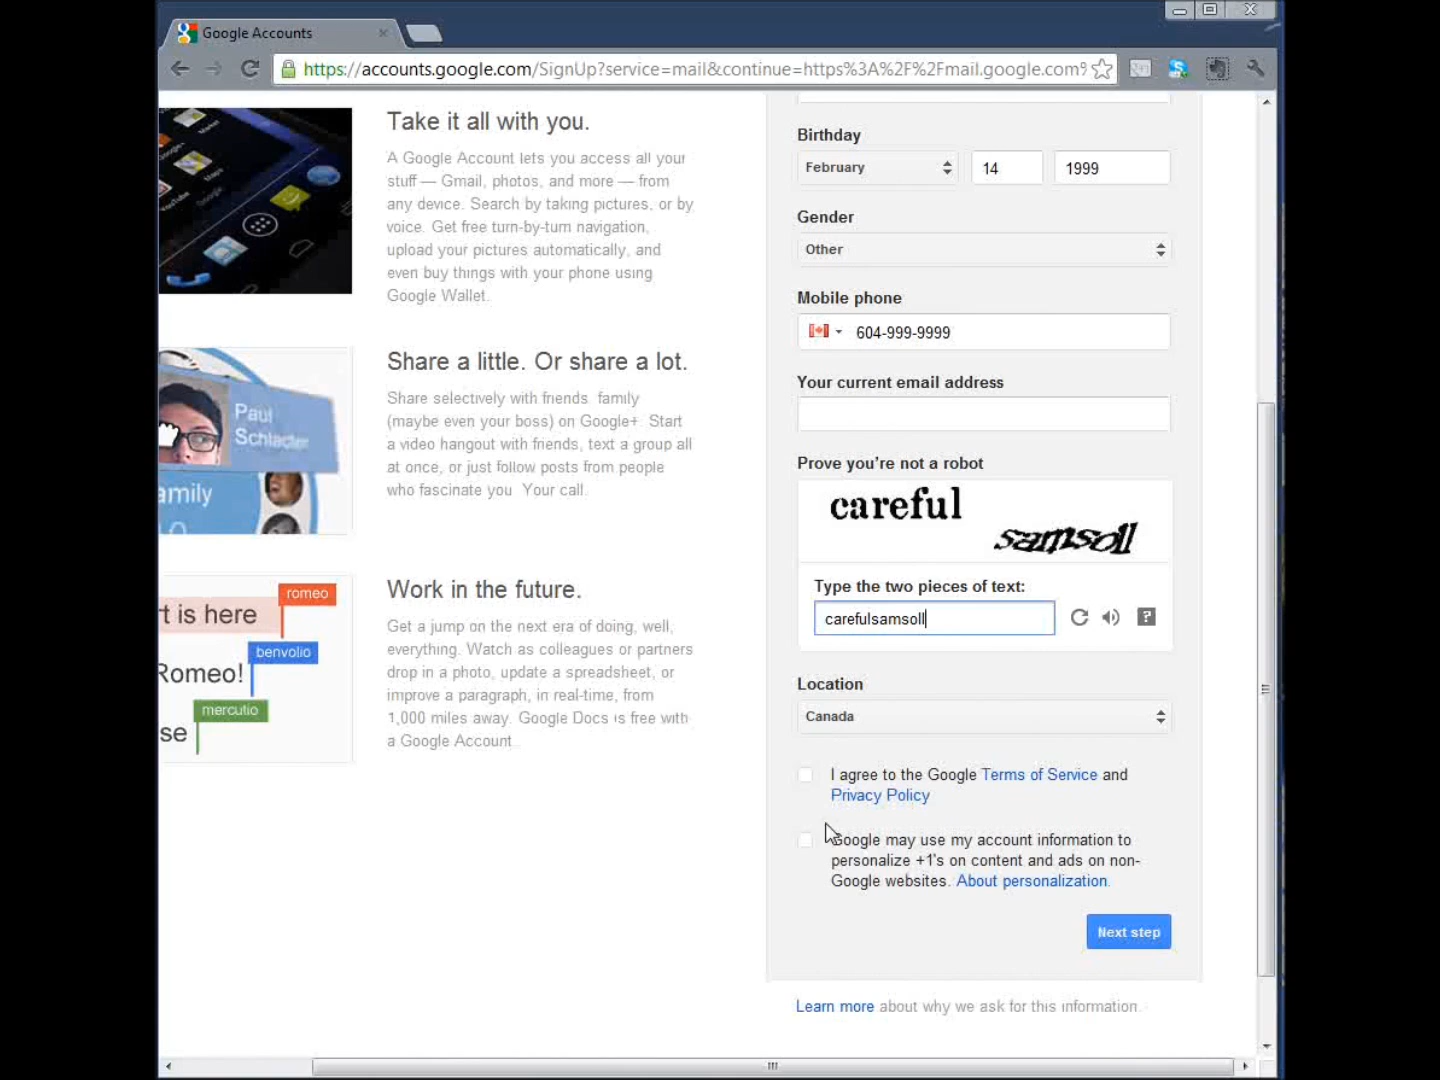 Google Accounts
https://accounts.google.com/SignUp?service=mail&continue=https%3A%2F%2Fmail.google.com%
Take it all with you.
A Google Account lets you access all your
stuff — Gmail, photos, and more — from
any device. Search by taking pictures, or by
voice. Get free turn-by-turn navigation,
upload your pictures automatically, and
even buy things with your phone using
Google Wallet.
Market
Maps
YouTube
Share a little. Or share a lot.
Share selectively with friends family
(maybe even your boss) on Google+. Start
a video hangout with friends, text a group all
at once, or just follow posts from people
who fascinate you Your call.
Paul
Schlacter
amily
Work in the future.
Get a jump on the next era of doing, well,
everything. Watch as colleagues or partners
drop in a photo, update a spreadsheet, or
improve a paragraph, in real-time, from
1,000 miles away. Google Docs is free with
a Google Account.
romeo
rt is here
benvolio
Romeo!
mercutio
se
Birthday
February 14 1999
Gender
Other
Mobile phone
604-999-9999
Your current email address
Prove you're not a robot
careful
samsoll
Type the two pieces of text:
carefulsamsoll
?
Location
Canada
I agree to the Google Terms of Service and
Privacy Policy
Google may use my account information to
personalize +1's on content and ads on non-
Google websites. About personalization.
Next step
Learn more about why we ask for this information.